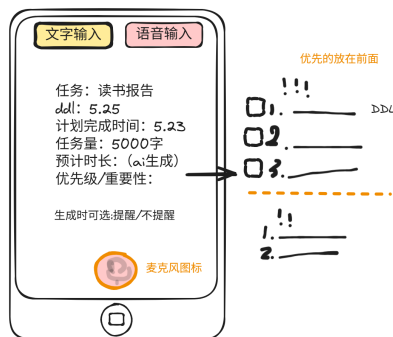 文字输入
语音输入
任务：读书报告
ddl：5.25
计划完成时间：5.23
任务量：5000字
预计时长：（ai生成）
优先级/重要性：
生成时可选:提醒/不提醒
麦克风图标
优先的放在前面
!!!
1.
DDL
2.
3.
!!
1.
2.